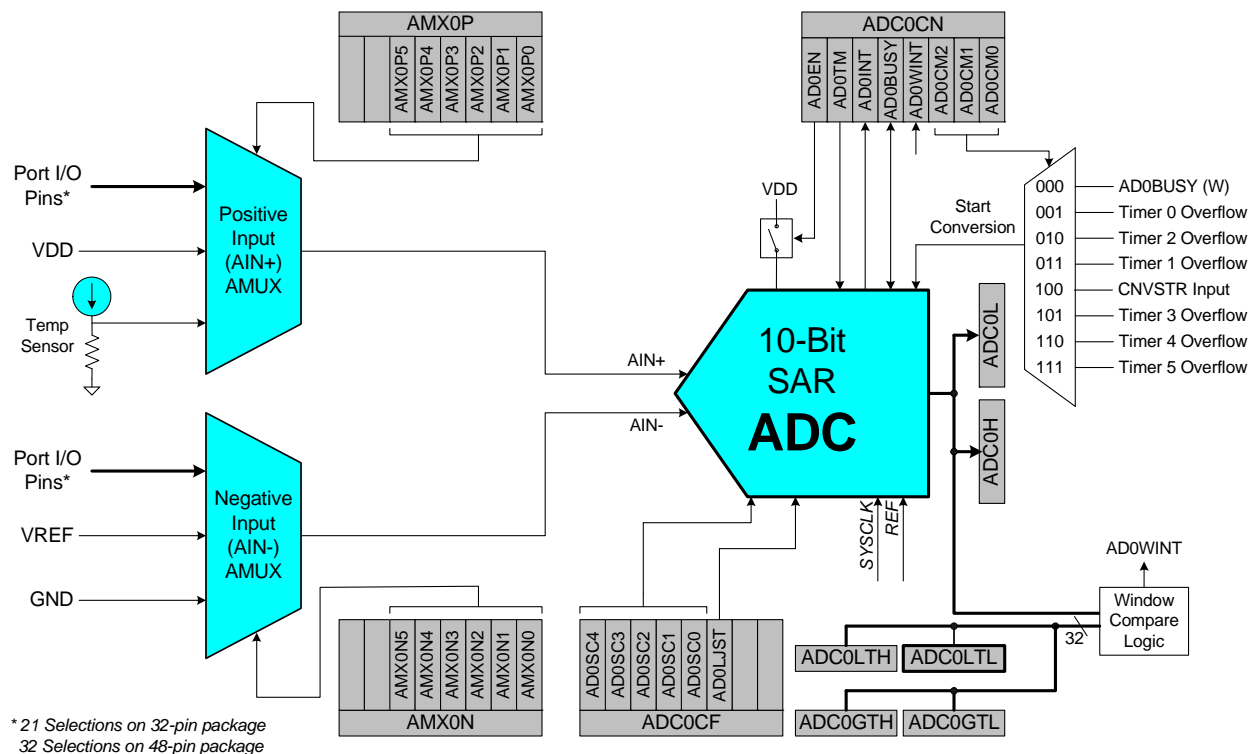 AMX0P
AMX0P5
AMX0P4
AMX0P3
AMX0P2
AMX0P1
AMX0P0
ADC0CN
AD0EN
AD0TM
AD0INT
AD0BUSY
AD0WINT
AD0CM2
AD0CM1
AD0CM0
Port I/O
Pins*
VDD
Temp
Sensor
Positive
Input
(AIN+)
AMUX
VDD
Start
Conversion
000 AD0BUSY (W)
001 Timer 0 Overflow
010 Timer 2 Overflow
011 Timer 1 Overflow
100 CNVSTR Input
101 Timer 3 Overflow
110 Timer 4 Overflow
111 Timer 5 Overflow
AIN+
AIN-
10-Bit
SAR
ADC
ADC0L
ADC0H
Port I/O
Pins*
VREF
GND
Negative
Input
(AIN-)
AMUX
SYSCLK
REF
AD0WINT
Window
Compare
Logic
32
AMX0N5
AMX0N4
AMX0N3
AMX0N2
AMX0N1
AMX0N0
AMX0N
AD0SC4
AD0SC3
AD0SC2
AD0SC1
AD0SC0
AD0LJST
ADC0CF
ADC0LTH
ADC0LTL
ADC0GTH
ADC0GTL
* 21 Selections on 32-pin package
32 Selections on 48-pin package